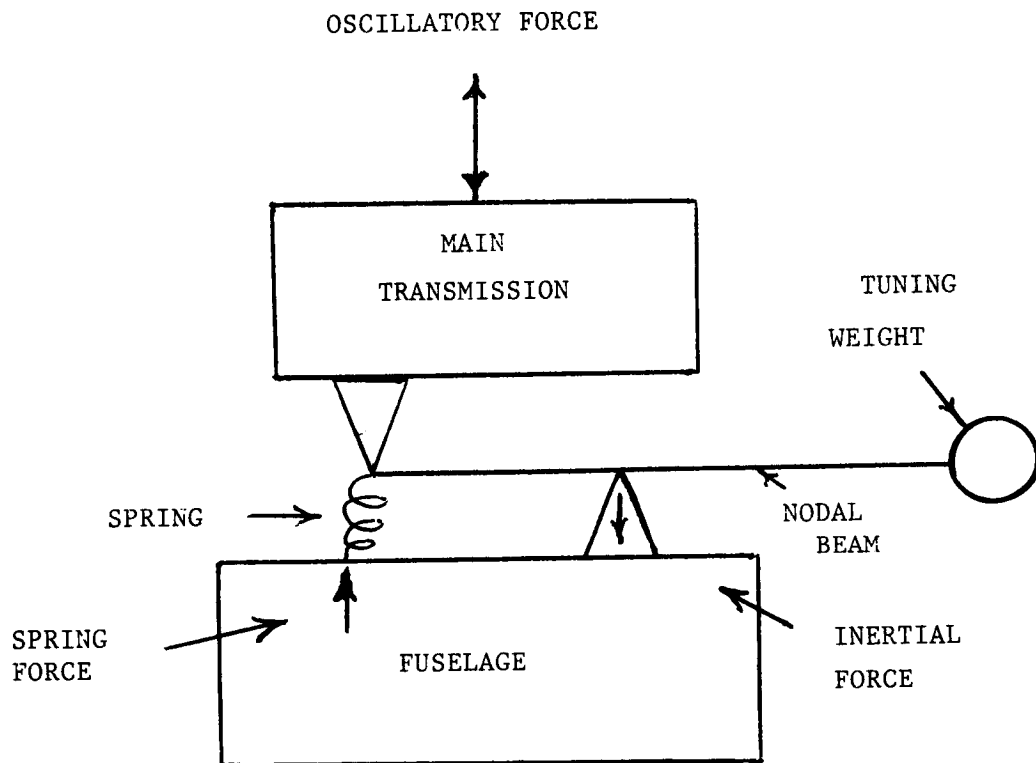 OSCILLATORY FORCE
MAIN
TRANSMISSION
TUNING
WEIGHT
SPRING
NODAL
BEAM
SPRING
FORCE
FUSELAGE
INERTIAL
FORCE